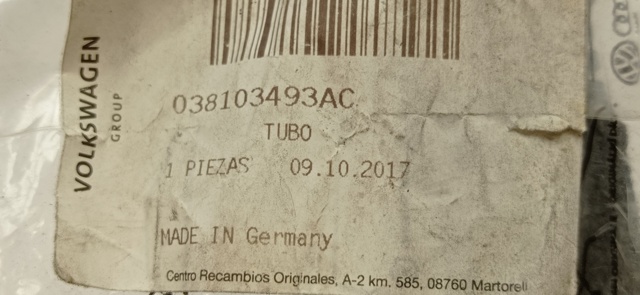 VOLKSWAGEN
GROUP
038103493AC
TUBO
1 PIEZAS 09.10.2017
MADE IN Germany
Centro Recambios Originales, A-2 km. 585, 08760 Martorell